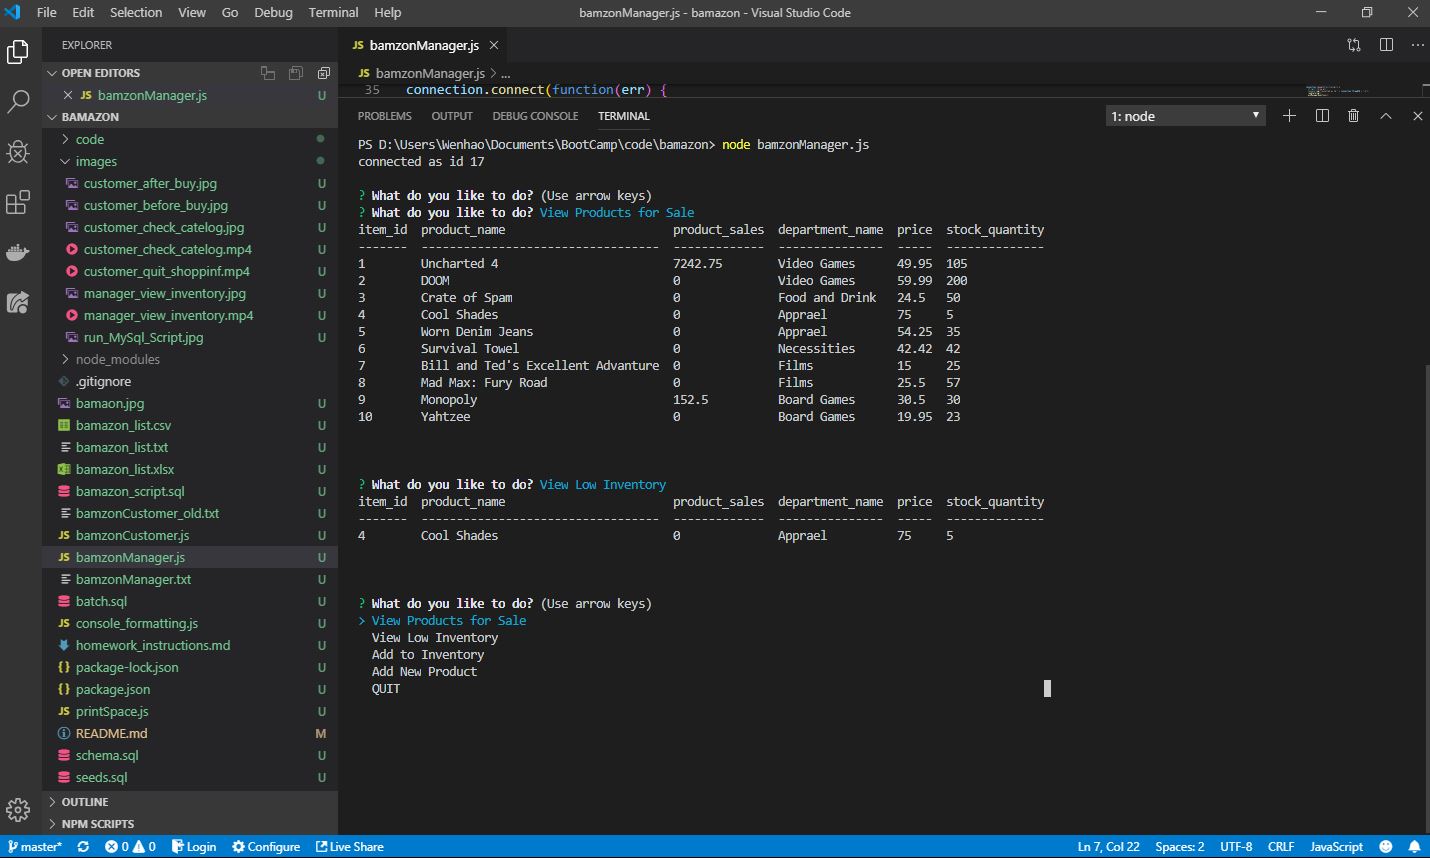 File Edit Selection View Go Debug Terminal Help bamzonManager.js - bamazon - Visual Studio Code
EXPLORER
OPEN EDITORS
JS bamzonManager.js U
BAMAZON
code
images
customer_after_buy.jpg U
customer_before_buy.jpg U
customer_check_catelog.jpg U
customer_check_catelog.mp4 U
customer_quit_shoppinf.mp4 U
manager_view_inventory.jpg U
manager_view_inventory.mp4 U
run_MySql_Script.jpg U
node_modules
.gitignore
bamaon.jpg U
bamazon_list.csv U
bamazon_list.txt U
bamazon_list.xlsx U
bamazon_script.sql U
bamzonCustomer_old.txt U
JS bamzonCustomer.js U
JS bamzonManager.js U
bamzonManager.txt U
batch.sql U
JS console_formatting.js U
homework_instructions.md U
{} package-lock.json U
{} package.json U
JS printSpace.js U
README.md M
schema.sql U
seeds.sql U
OUTLINE
NPM SCRIPTS
JS bamzonManager.js
JS bamzonManager.js > ...
35 connection.connect(function(err) {
PROBLEMS OUTPUT DEBUG CONSOLE TERMINAL 1: node
PS D:\Users\Wenhao\Documents\BootCamp\code\bamazon> node bamzonManager.js
connected as id 17
? What do you like to do? (Use arrow keys)
? What do you like to do? View Products for Sale
item_id product_name product_sales department_name price stock_quantity
------- ---------------------------------- ------------- --------------- ----- --------------
1 Uncharted 4 7242.75 Video Games 49.95 105
2 DOOM 0 Video Games 59.99 200
3 Crate of Spam 0 Food and Drink 24.5 50
4 Cool Shades 0 Apprael 75 5
5 Worn Denim Jeans 0 Apprael 54.25 35
6 Survival Towel 0 Necessities 42.42 42
7 Bill and Ted's Excellent Advanture 0 Films 15 25
8 Mad Max: Fury Road 0 Films 25.5 57
9 Monopoly 152.5 Board Games 30.5 30
10 Yahtzee 0 Board Games 19.95 23
? What do you like to do? View Low Inventory
item_id product_name product_sales department_name price stock_quantity
------- ---------------------------------- ------------- --------------- ----- --------------
4 Cool Shades 0 Apprael 75 5
? What do you like to do? (Use arrow keys)
> View Products for Sale
View Low Inventory
Add to Inventory
Add New Product
QUIT
master* 0 0 Login Configure Live Share Ln 7, Col 22 Spaces: 2 UTF-8 CRLF JavaScript